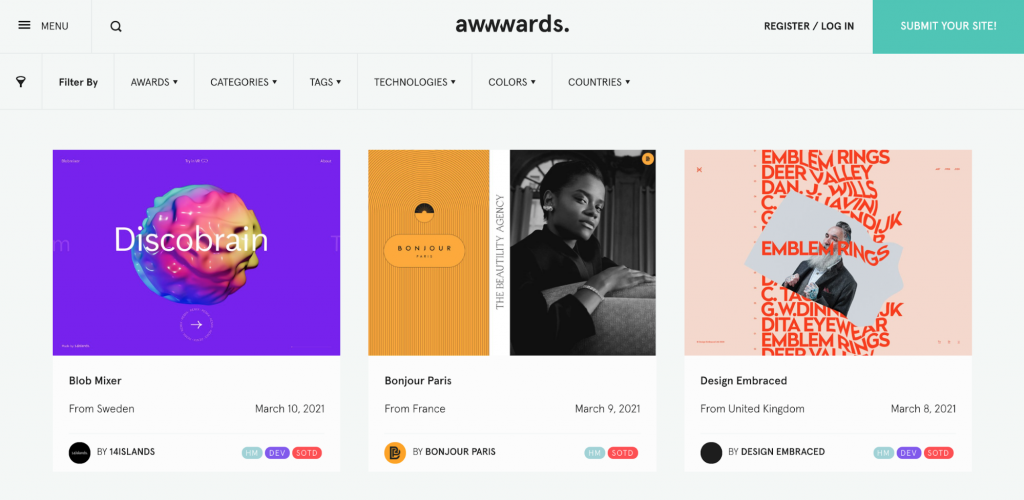 MENU
awwwards.
REGISTER / LOG IN
SUBMIT YOUR SITE!
Filter By
AWARDS
CATEGORIES
TAGS
TECHNOLOGIES
COLORS
COUNTRIES
Discobrain
BONJOUR
PARIS
THE BEAUTILITY AGENCY
EMBLEM RINGS
DEER VALLEY
DAN. J. WILLS
EMBLEM RINGS
DITA EYEWEAR
EMBLEM RINGS
DEER VALLEY
Blob Mixer
From Sweden
March 10, 2021
BY 14ISLANDS
HM
DEV
SOTD
Bonjour Paris
From France
March 9, 2021
BY BONJOUR PARIS
HM
SOTD
Design Embraced
From United Kingdom
March 8, 2021
BY DESIGN EMBRACED
HM
DEV
SOTD